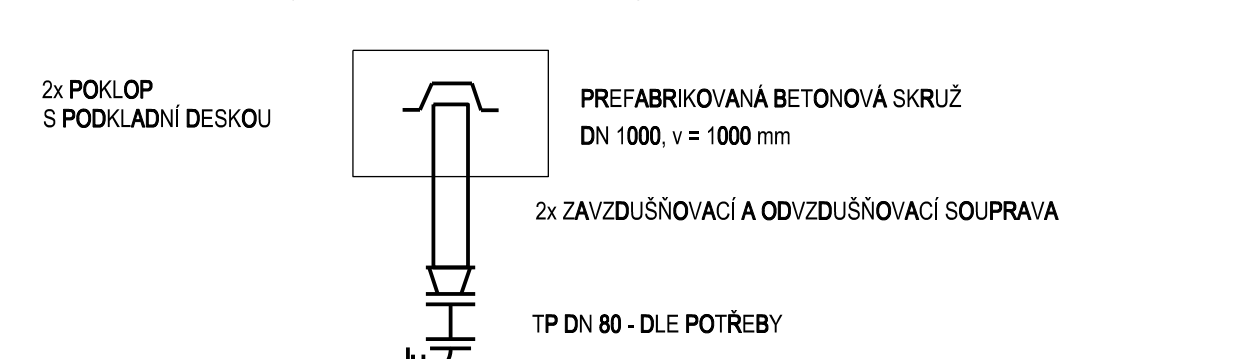 2x POKLOP
S PODKLADNÍ DESKOU
PREFABRIKOVANÁ BETONOVÁ SKRUŽ
DN 1000, v = 1000 mm
2x ZAVZDUŠŇOVACÍ A ODVZDUŠŇOVACÍ SOUPRAVA
TP DN 80 - DLE POTŘEBY